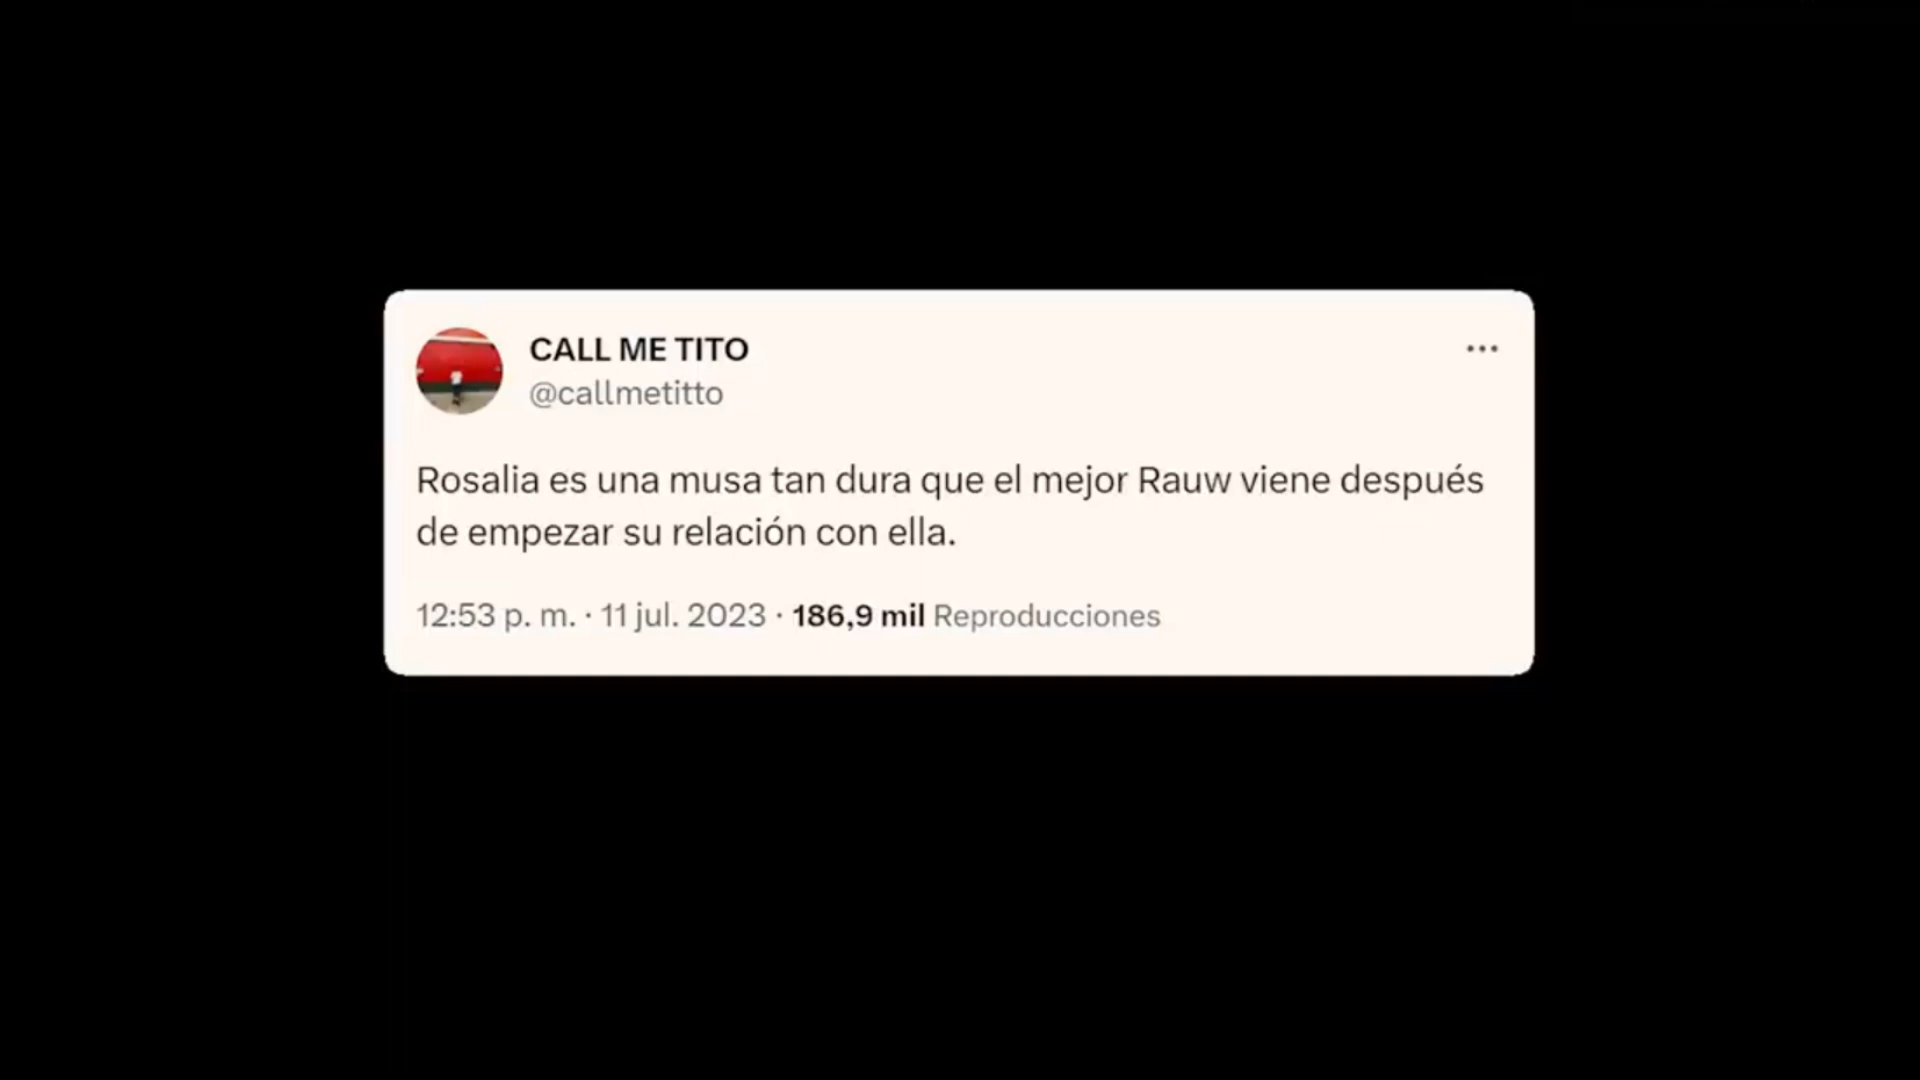 CALL ME TITO
@callmetitto
Rosalia es una musa tan dura que el mejor Rauw viene después
de empezar su relación con ella.
12:53 p. m. · 11 jul. 2023 · 186,9 mil Reproducciones